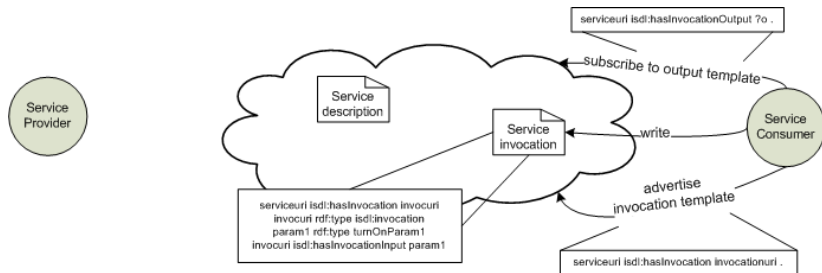 serviceuri isdl:hasInvocationOutput ?o .
subscribe to output template
Service
Provider
Service
description
Service
invocation
write
Service
Consumer
advertise
invocation template
serviceuri isdl:hasInvocation invocuri
invocuri rdf:type isdl:invocation
param1 rdf:type turnOnParam1
invocuri isdl:hasInvocationInput param1
serviceuri isdl:hasInvocation invocationuri .